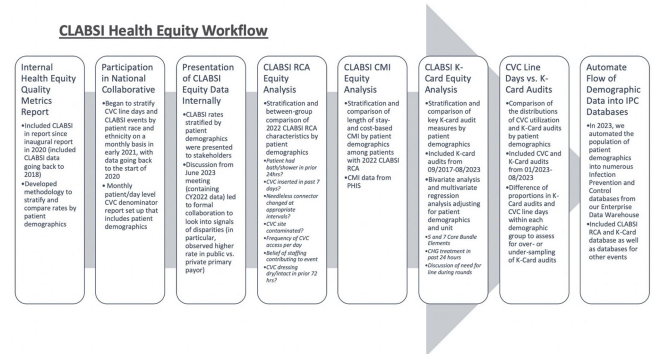 CLABSI Health Equity Workflow
Internal
Health Equity
Quality
Metrics
Report
•Included CLABSI
in report since
inaugural report
in 2020 (included
CLABSI data
going back to
2018)
•Developed
methodology to
stratify and
compare rates by
patient
demographics
Participation
in National
Collaborative
•Began to stratify
CVC line days and
CLABSI events by
patient race and
ethnicity on a
monthly basis in
early 2021, with
data going back
to the start of
2020
•Monthly
patient/day level
CVC denominator
report set up that
includes patient
demographics
Presentation
of CLABSI
Equity Data
Internally
•CLABSI rates
stratified by
patient
demographics
were presented to
stakeholders
•Discussion from
June 2023
meeting
(containing
CY2022 data) led
to formal
collaboration to
look into signals
of disparities (in
particular,
observed higher
rate in public vs.
private primary
payor)
CLABSI RCA
Equity
Analysis
•Stratification and
between-group
comparison of
2022 CLABSI RCA
characteristics by
patient
demographics
•Patient had
bath/shower in prior
24hrs?
•CVC inserted in past 7
days?
•Needleless connector
changed at
appropriate
intervals?
•CVC site
contaminated?
•Frequency of CVC
access per day
•Belief of staffing
contributing to event
•CVC dressing
dry/intact in prior 72
hrs?
CLABSI CMI
Equity
Analysis
•Stratification and
comparison of
length of stay-
and cost-based
CMI by patient
demographics
among patients
with 2022 CLABSI
RCA
•CMI data from
PHIS
CLABSI K-
Card Equity
Analysis
•Stratification and
comparison of
key K-card audit
measures by
patient
demographics
•Included K-card
audits from
09/2017-08/2023
•Bivariate analysis
and multivariate
regression
analysis adjusting
for patient
demographics
•5 and 7 Core Bundle
Elements
•CHG treatment in
past 24 hours
•Discussion of need for
line during rounds
CVC Line
Days vs. K-
Card Audits
•Comparison of
the distributions
of CVC utilization
and K-Card audits
by patient
demographics
•Included CVC and
K-Card audits
from 01/2023-
08/2023
•Difference of
proportions in K-
Card audits and
CVC line days
within each
demographic
group to assess
for over- or
under-sampling
of K-Card audits
Automate
Flow of
Demographic
Data into IPC
Databases
•In 2023, we
automated the
population of
patient
demographics
into numerous
Infection
Prevention and
Control
databases from
our Enterprise
Data Warehouse
•Included CLABSI
RCA and K-Card
database as well
as databases for
other events